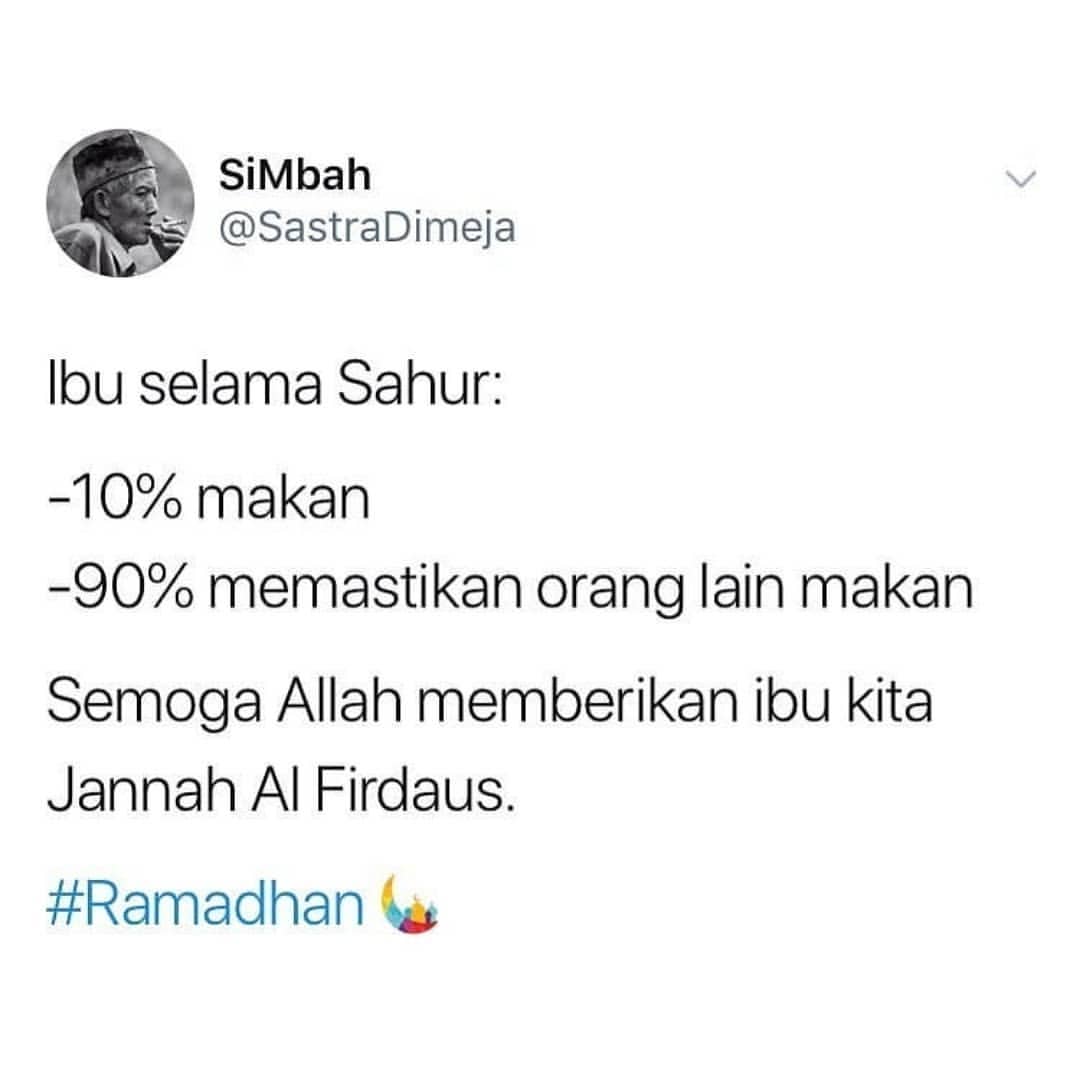 SiMbah
@SastraDimeja
Ibu selama Sahur:
-10% makan
-90% memastikan orang lain makan
Semoga Allah memberikan ibu kita
Jannah Al Firdaus.
#Ramadhan